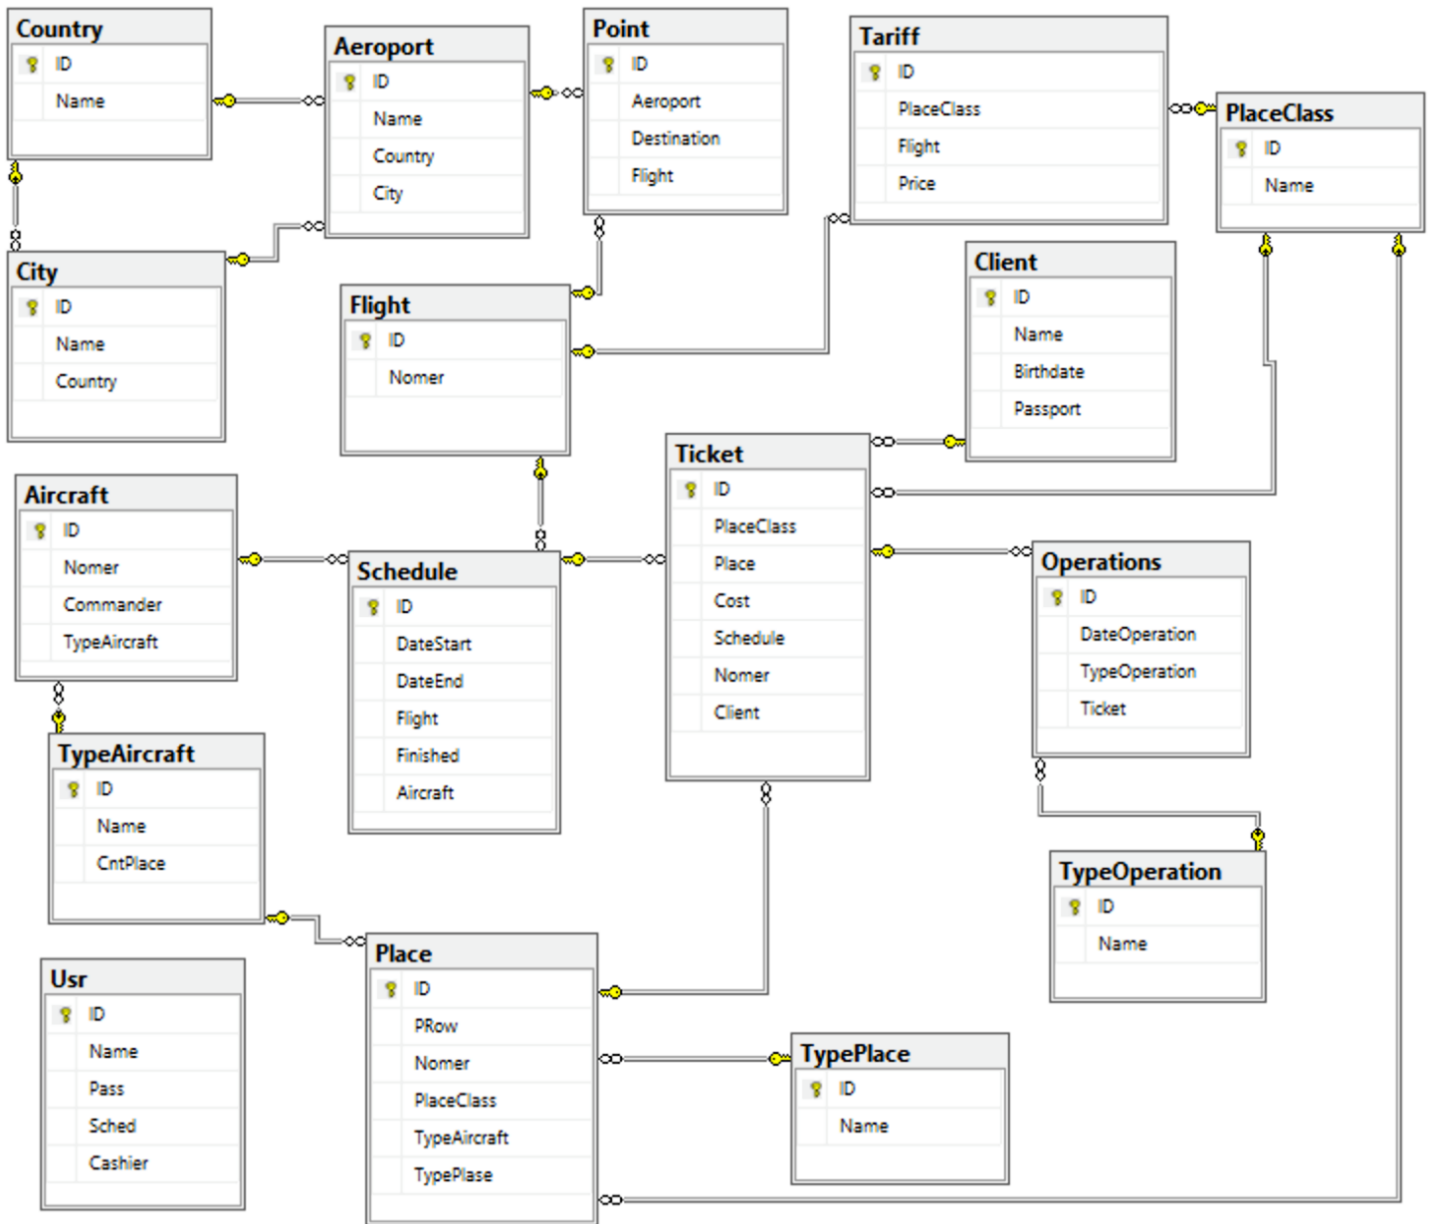 Country
ID
Name
Aeroport
ID
Name
Country
City
Point
ID
Aeroport
Destination
Flight
Tariff
ID
PlaceClass
Flight
Price
PlaceClass
ID
Name
City
ID
Name
Country
Flight
ID
Nomer
Client
ID
Name
Birthdate
Passport
Aircraft
ID
Nomer
Commander
TypeAircraft
Schedule
ID
DateStart
DateEnd
Flight
Finished
Aircraft
Ticket
ID
PlaceClass
Place
Cost
Schedule
Nomer
Client
Operations
ID
DateOperation
TypeOperation
Ticket
TypeAircraft
ID
Name
CntPlace
TypeOperation
ID
Name
Usr
ID
Name
Pass
Sched
Cashier
Place
ID
PRow
Nomer
PlaceClass
TypeAircraft
TypePlase
TypePlace
ID
Name